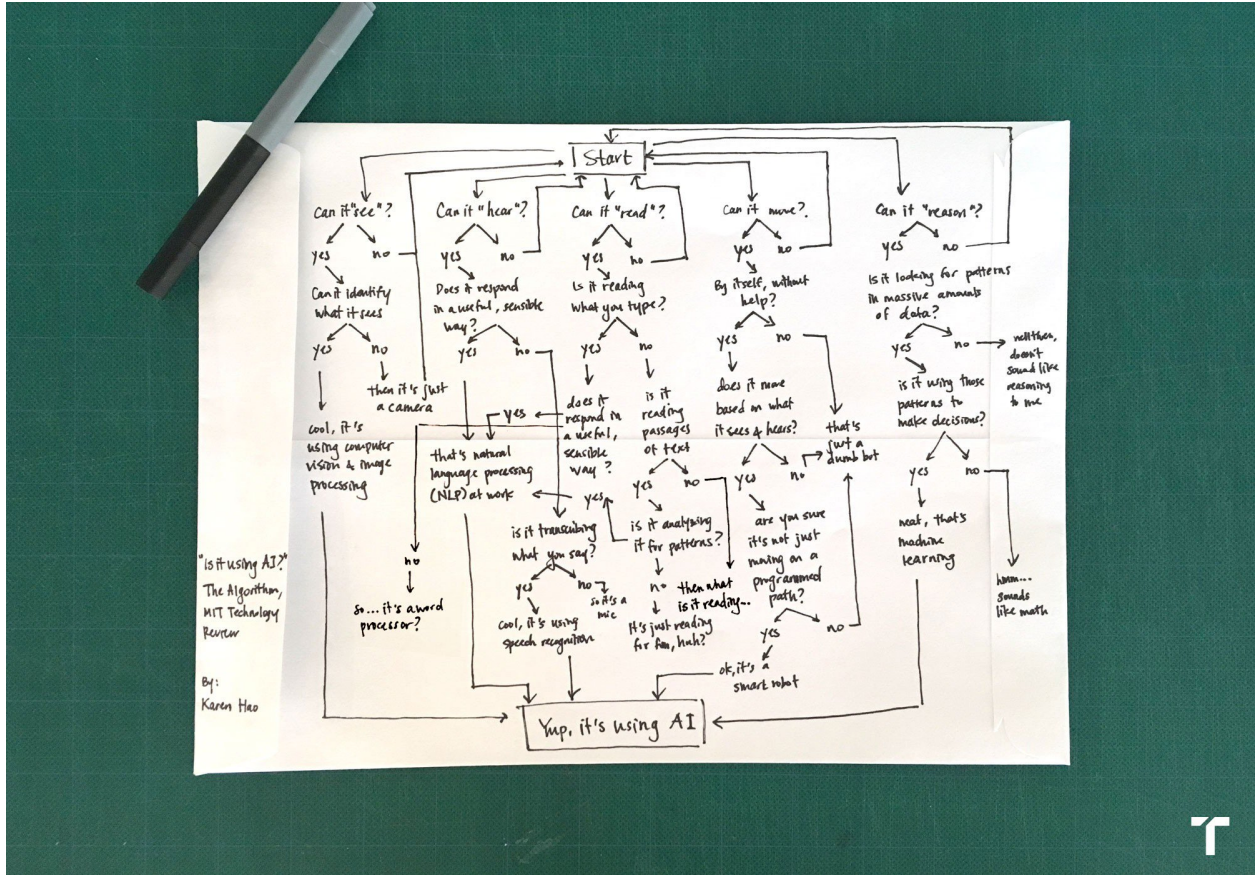 Start
Can it "see"?
yes
no
Can it identify
what it sees
yes
no
then it's just
a camera
cool, it's
using computer
vision & image
processing
Can it "hear"?
yes
no
Does it respond
in a useful, sensible
way?
yes
no
that's natural
language processing
(NLP) at work
is it transcribing
what you say?
yes
no
so it's a
mic
cool, it's using
speech recognition
Can it "read"?
yes
no
Is it reading
what you type?
yes
no
does it
respond in
a useful,
sensible
way?
yes
no
so... it's a word
processor?
is it
reading
passages
of text
yes
no
then what
is it reading...
is it analyzing
it for patterns?
yes
no
It's just reading
for fun, huh?
Can it move?
yes
no
By itself, without
help?
yes
no
does it move
based on what
it sees & hears?
yes
no
that's
just a
dumb bot
are you sure
it's not just
moving on a
programmed
path?
yes
no
ok, it's a
smart robot
Can it "reason"?
yes
no
Is it looking for patterns
in massive amounts
of data?
yes
no
doesn't
sound like
reasoning
to me
is it using those
patterns to
make decisions?
yes
no
neat, that's
machine
learning
hmm...
sounds
like math
Yup, it's using AI
"Is it using AI?"
The Algorithm,
MIT Technology
Review
By:
Karen Hao
T